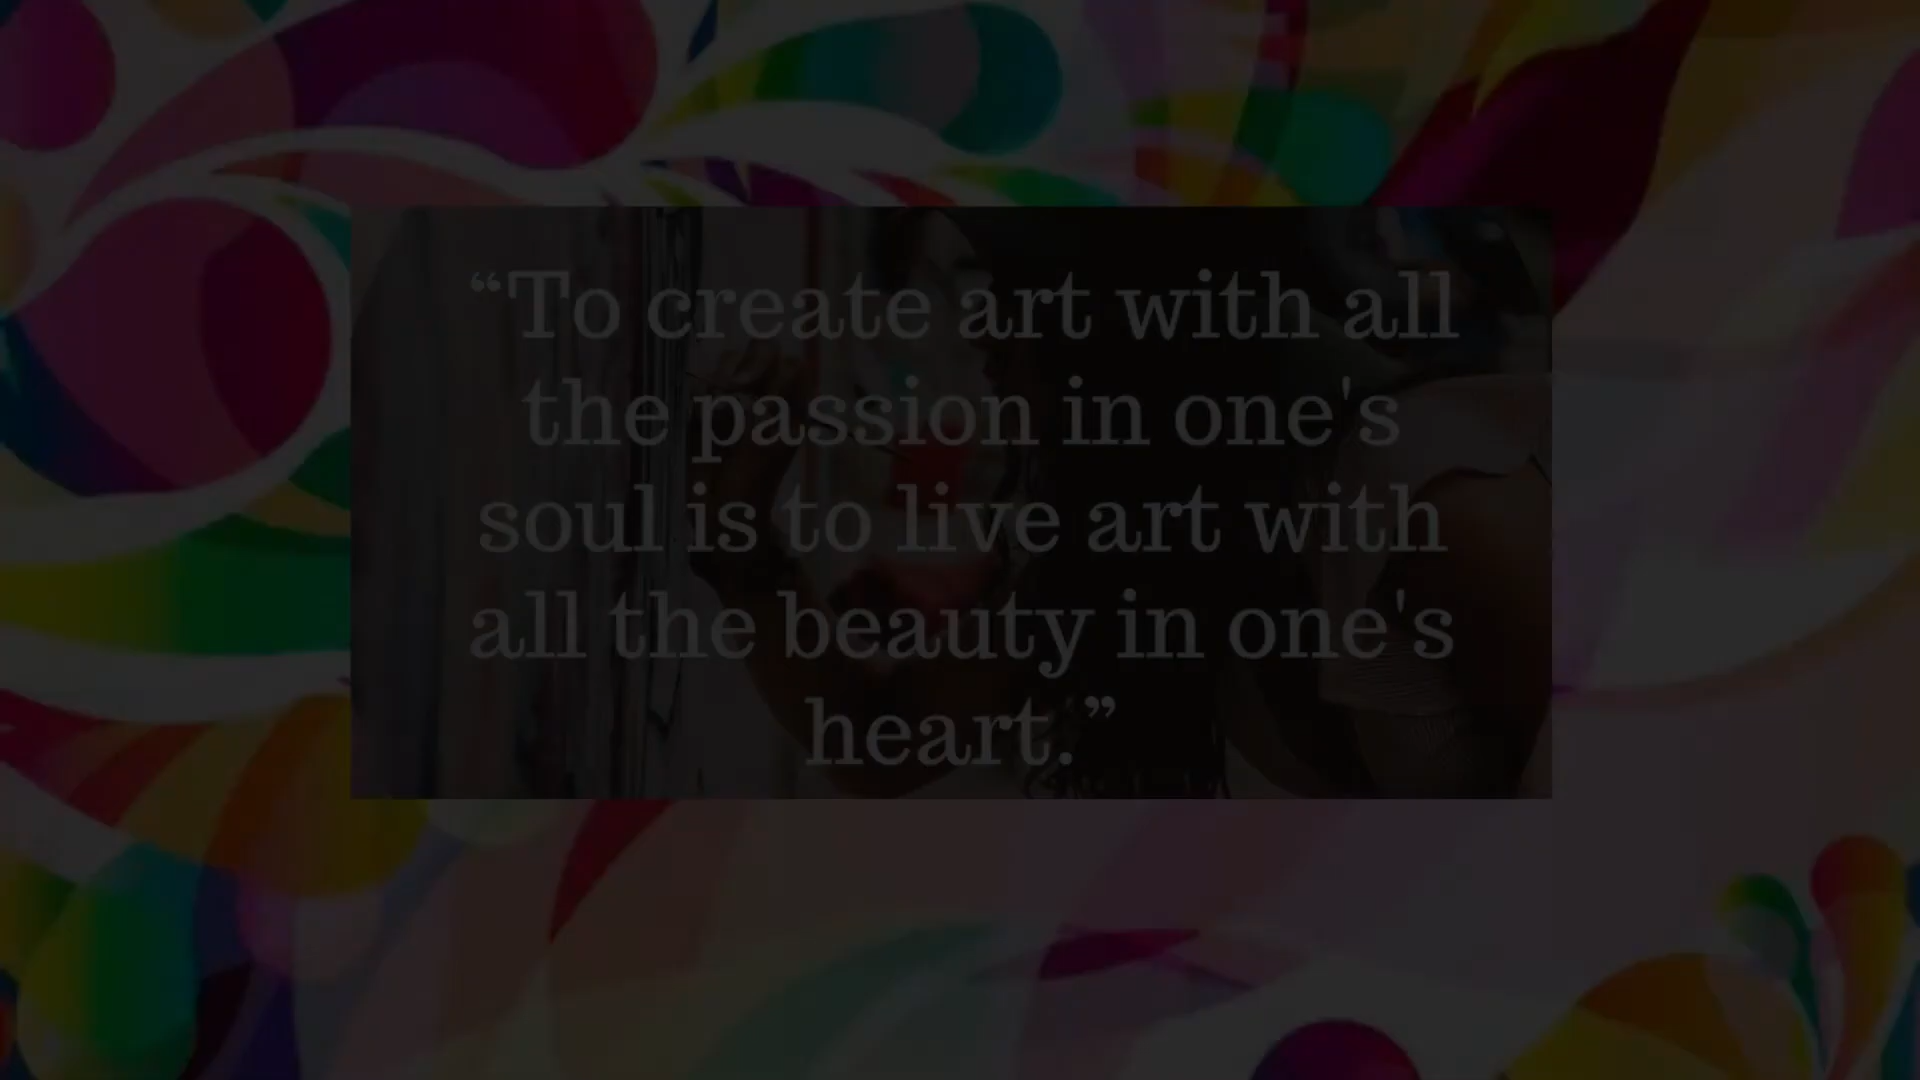 “To create art with all
the passion in one's
soul is to live art with
all the beauty in one's
heart.”